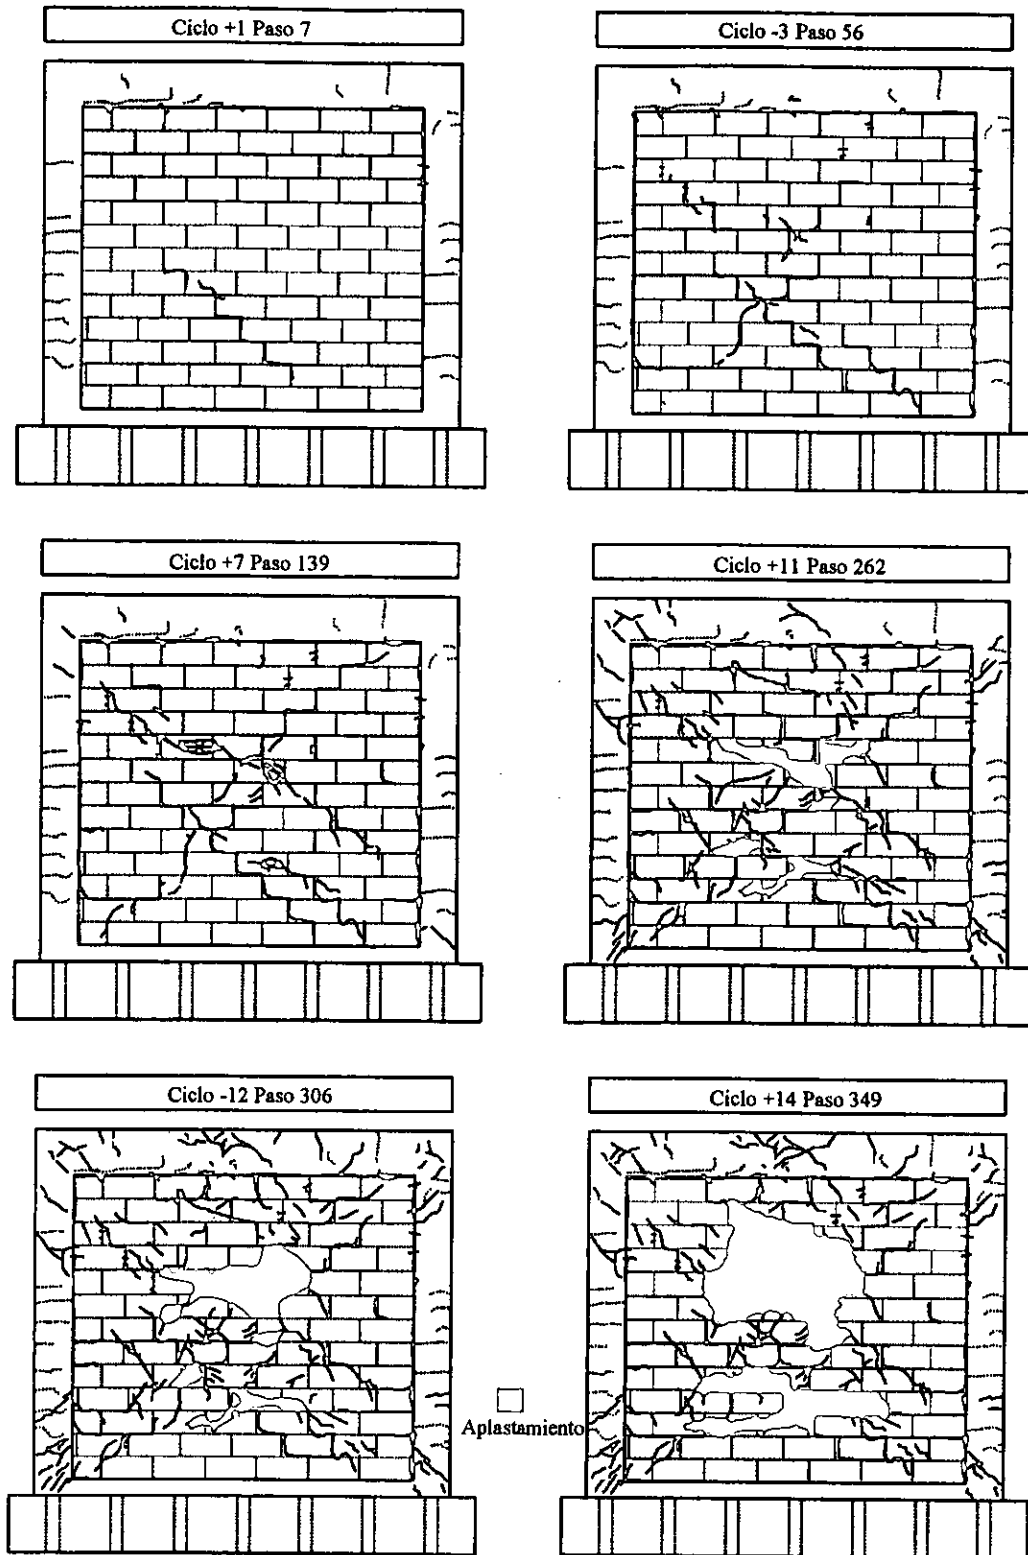 Ciclo +1 Paso 7
Ciclo -3 Paso 56
Ciclo +7 Paso 139
Ciclo +11 Paso 262
Ciclo -12 Paso 306
Ciclo +14 Paso 349
Aplastamiento